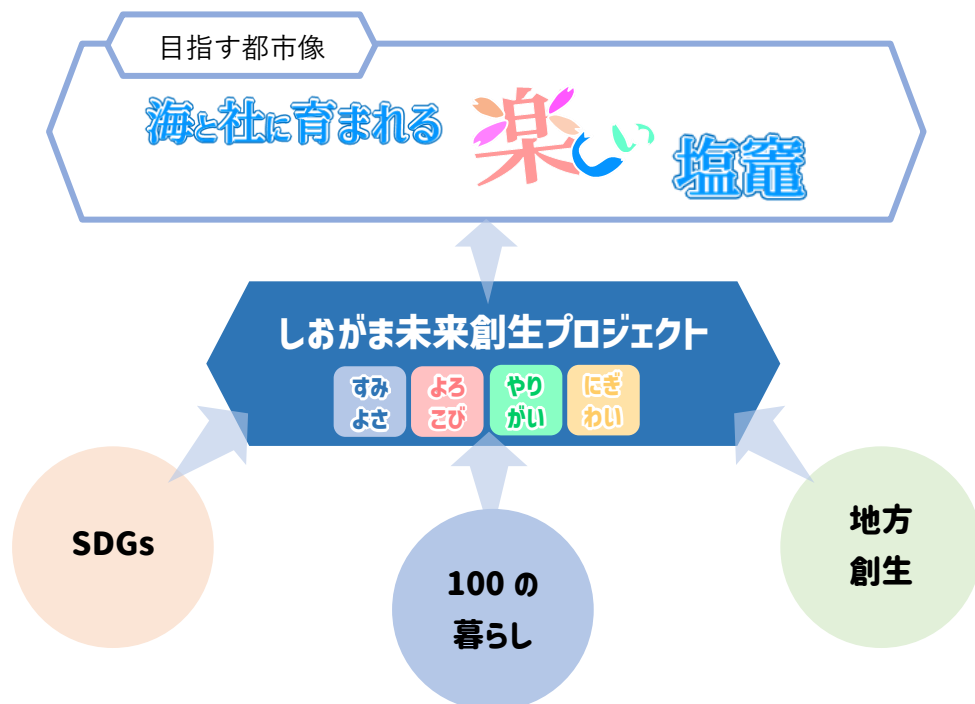 目指す都市像
海と社に育まれる 楽しい 塩竈
しおがま未来創生プロジェクト
すみ
よさ
よろ
こび
やり
がい
にぎ
わい
SDGs
100 の
暮らし
地方
創生